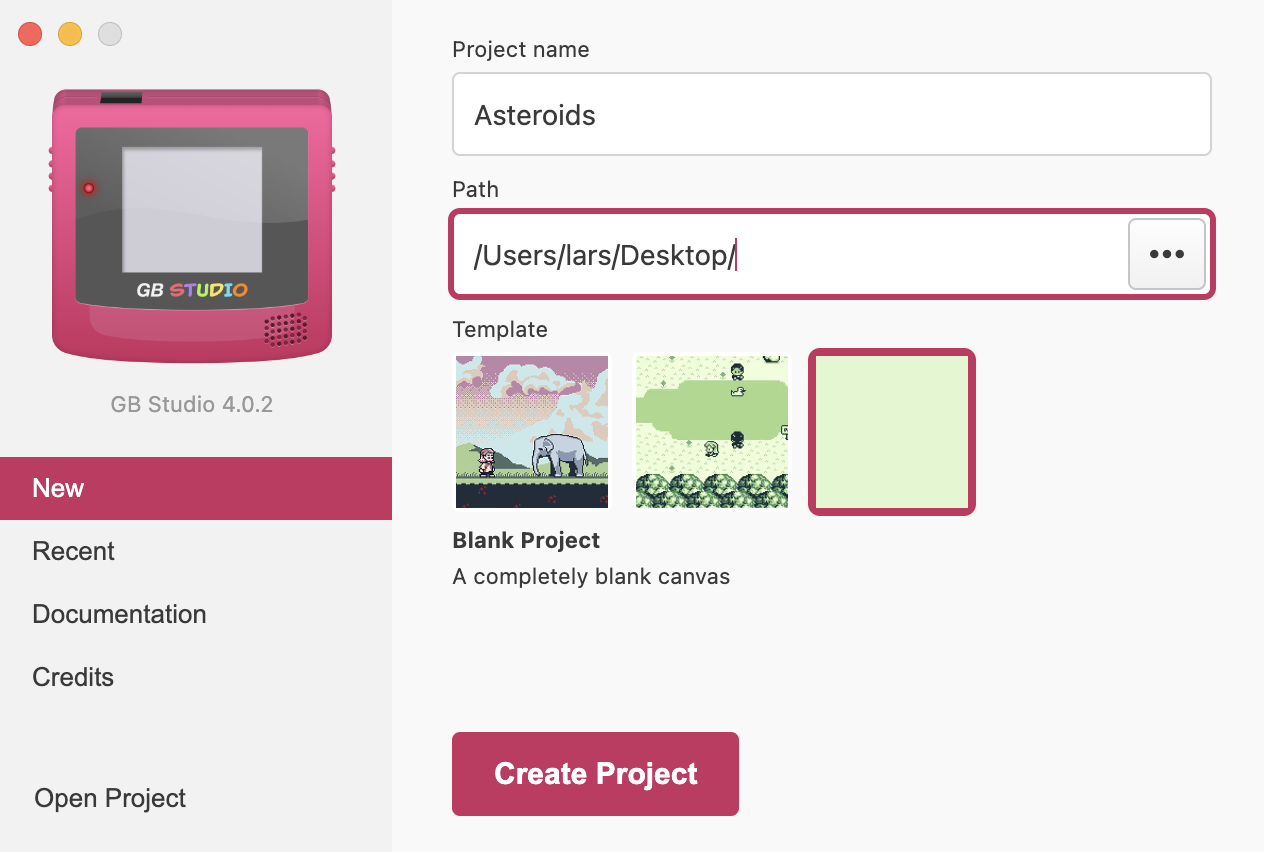 GB STUDIO
GB Studio 4.0.2
New
Recent
Documentation
Credits
Open Project
Project name
Asteroids
Path
/Users/lars/Desktop/
Template
Blank Project
A completely blank canvas
Create Project